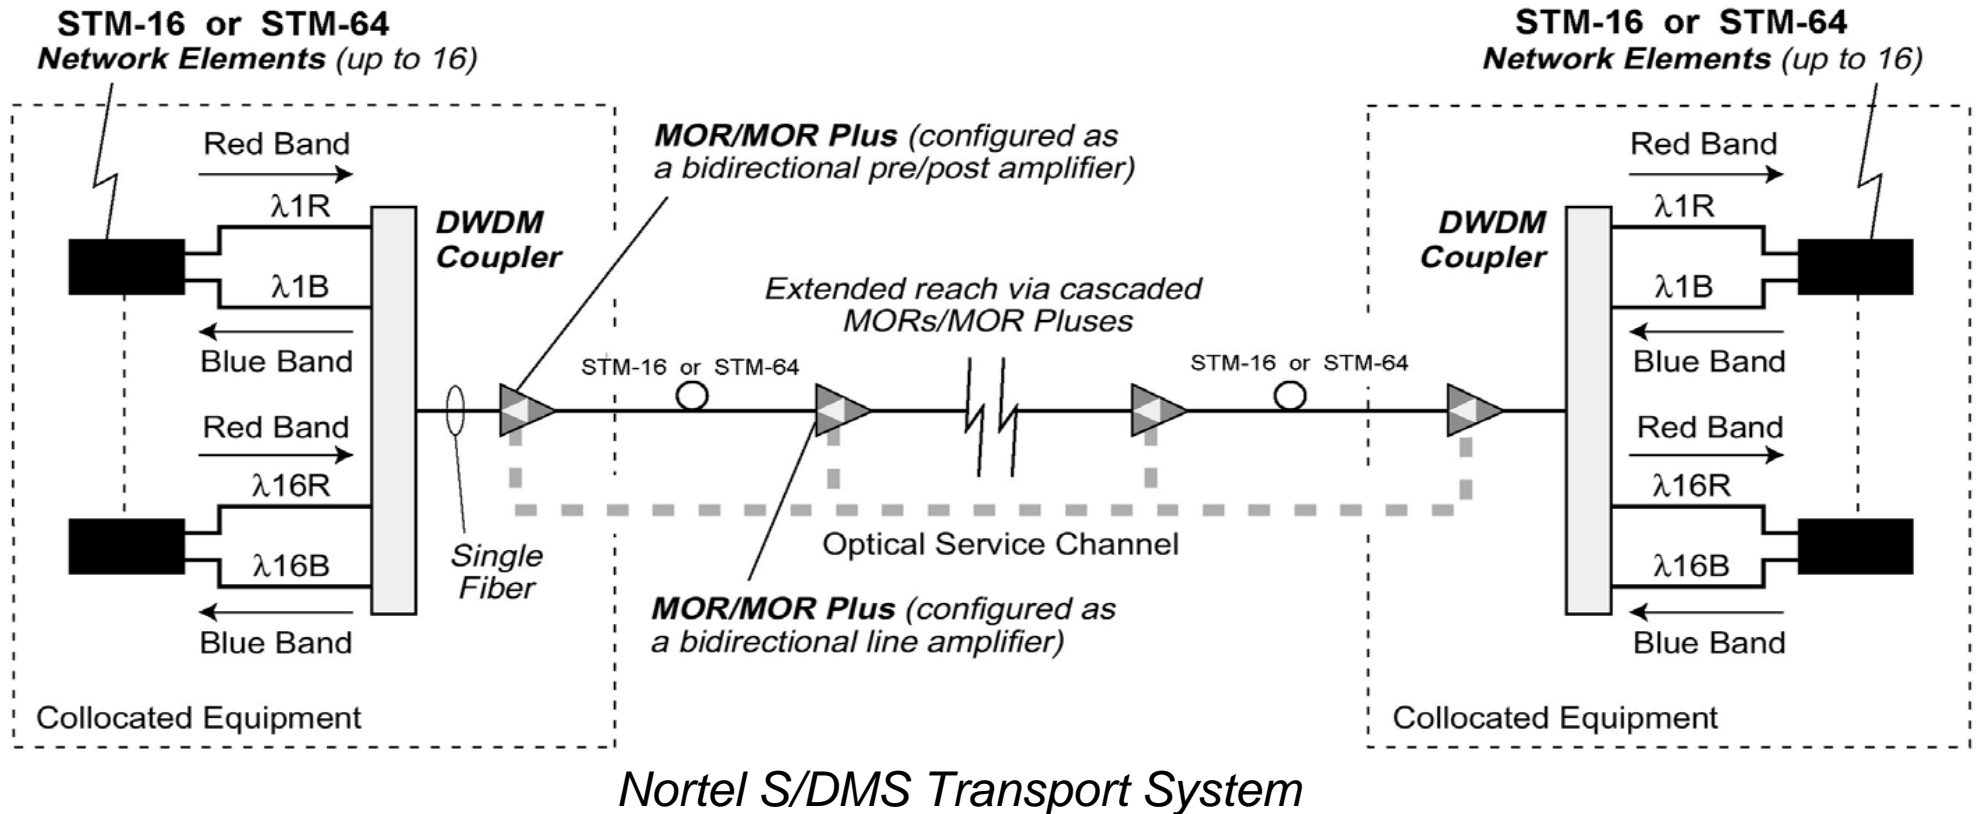 STM-16 or STM-64
Network Elements (up to 16)
Red Band
λ1R
λ1B
Blue Band
Red Band
λ16R
λ16B
Blue Band
Collocated Equipment
DWDM
Coupler
Single
Fiber
MOR/MOR Plus (configured as
a bidirectional pre/post amplifier)
Extended reach via cascaded
MORs/MOR Pluses
STM-16 or STM-64
STM-16 or STM-64
Optical Service Channel
MOR/MOR Plus (configured as
a bidirectional line amplifier)
STM-16 or STM-64
Network Elements (up to 16)
DWDM
Coupler
Red Band
λ1R
λ1B
Blue Band
Red Band
λ16R
λ16B
Blue Band
Collocated Equipment
Nortel S/DMS Transport System